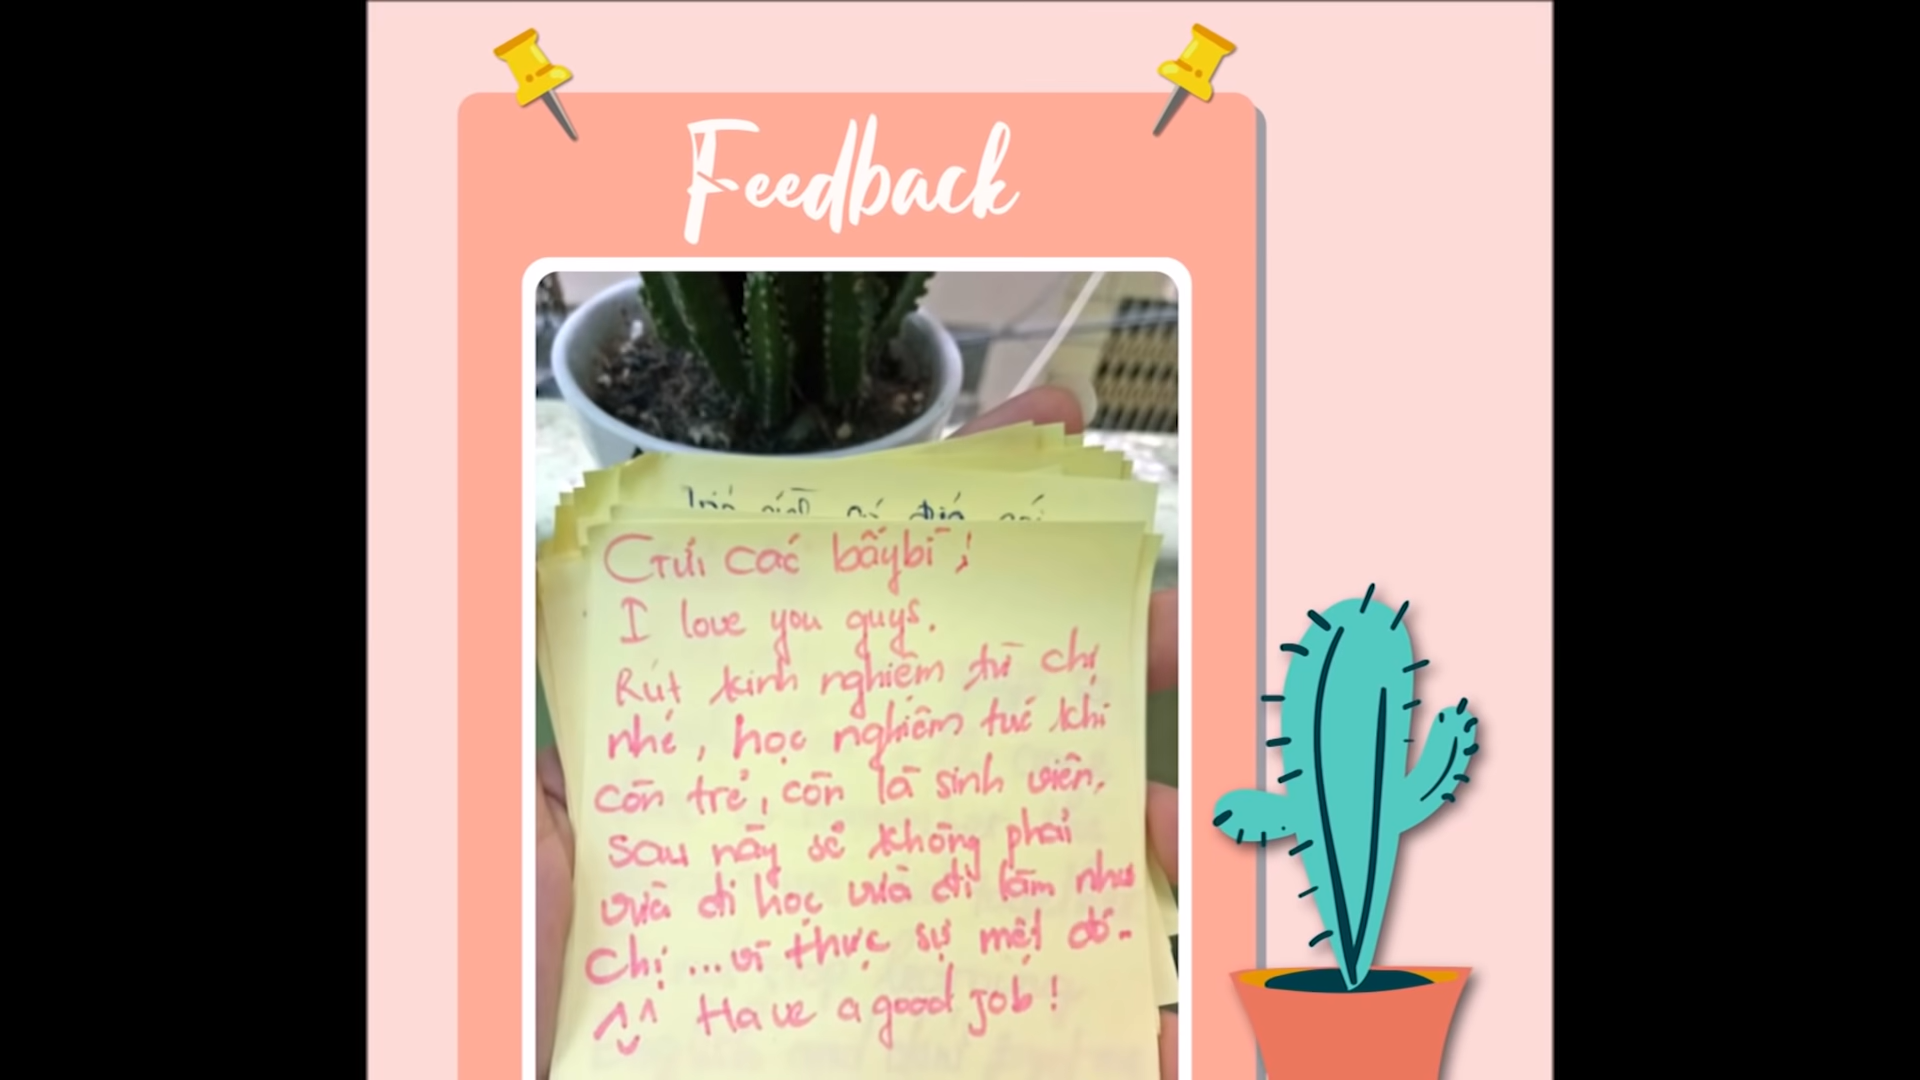 Feedback
Gửi các bấybì!
I love you guys.
Rút kinh nghiệm từ chị
nhé, học nghiêm túc khi
còn trẻ, còn là sinh viên,
sau này sẽ không phải
vừa đi học vừa đi làm như
chị ... vì thực sự mệt đó..
^^ Have a good job!